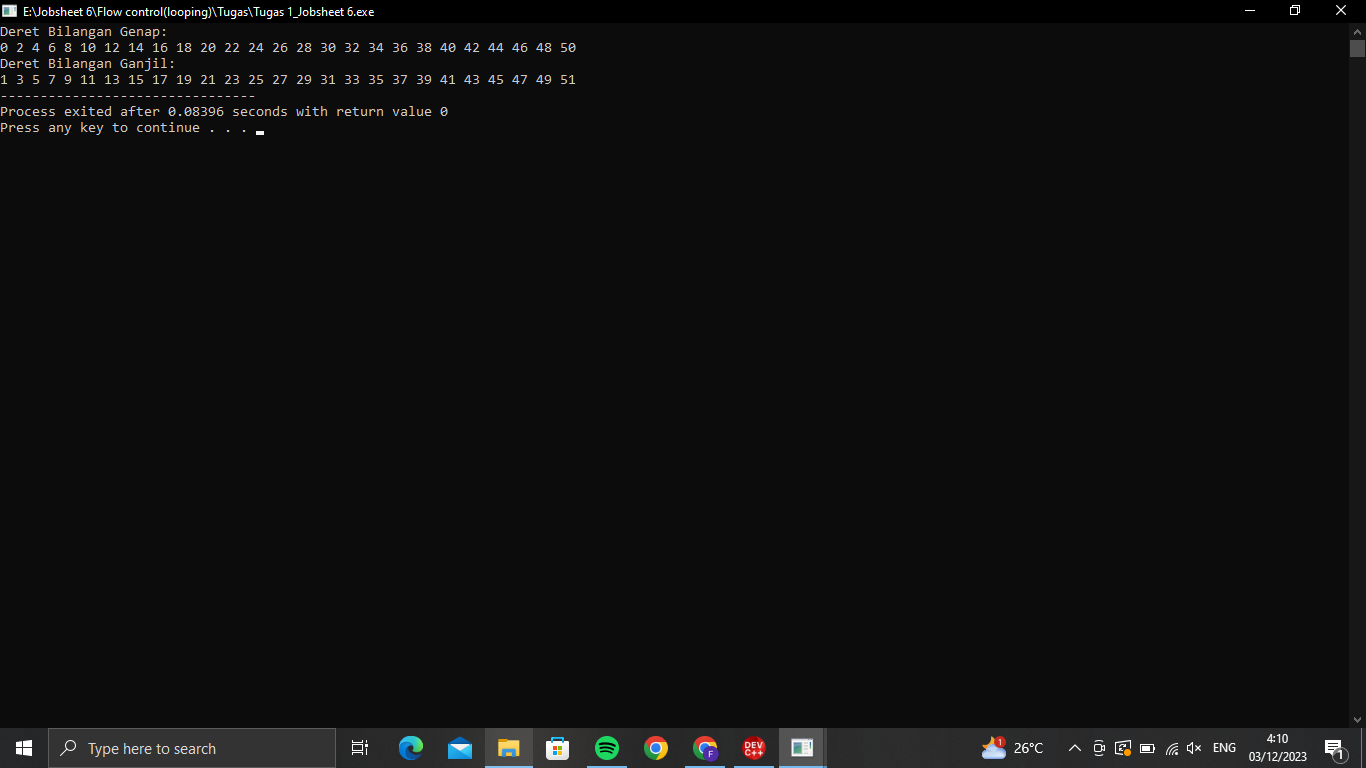 E:\Jobsheet 6\Flow control(looping)\Tugas\Tugas 1_Jobsheet 6.exe
Deret Bilangan Genap:
0 2 4 6 8 10 12 14 16 18 20 22 24 26 28 30 32 34 36 38 40 42 44 46 48 50
Deret Bilangan Ganjil:
1 3 5 7 9 11 13 15 17 19 21 23 25 27 29 31 33 35 37 39 41 43 45 47 49 51
--------------------------------
Process exited after 0.08396 seconds with return value 0
Press any key to continue . . .
Type here to search
F
DEV
C++
1
26°C
ENG
4:10
03/12/2023
1